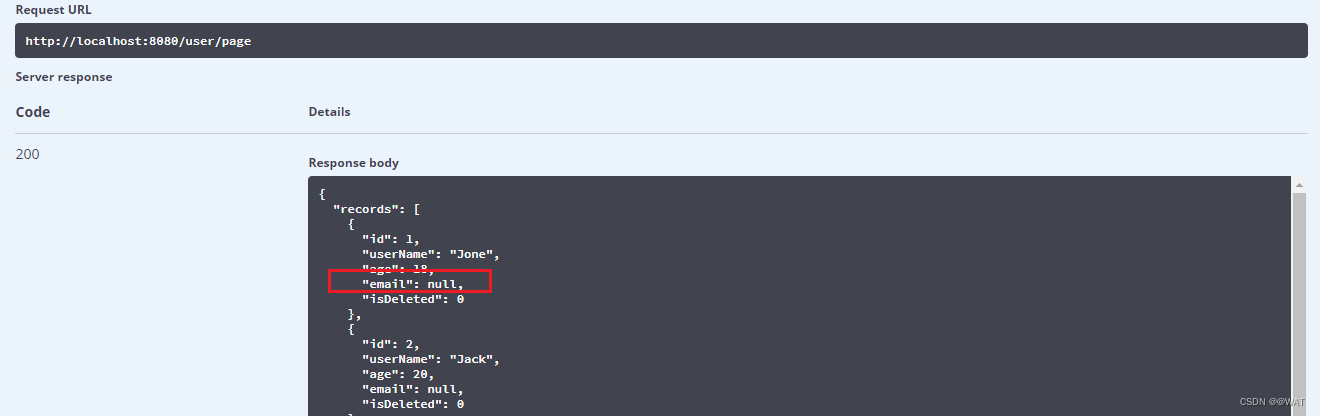 Request URL
http://localhost:8080/user/page
Server response
Code Details
200
Response body
{
"records": [
{
"id": 1,
"userName": "Jone",
"age": 18,
"email": null,
"isDeleted": 0
},
{
"id": 2,
"userName": "Jack",
"age": 20,
"email": null,
"isDeleted": 0
CSDN @@WAT